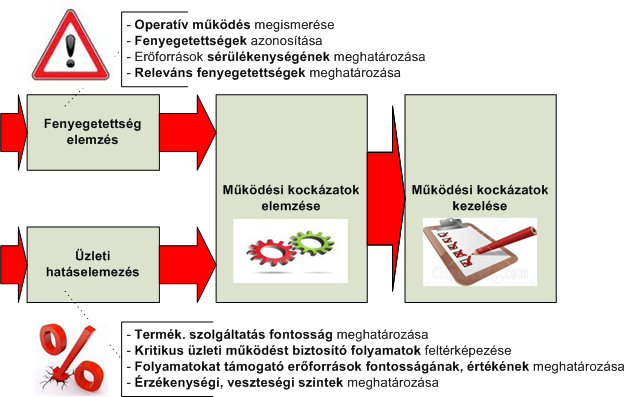 - Operatív működés megismerése
- Fenyegetettségek azonosítása
- Erőforrások sérülékenységének meghatározása
- Releváns fenyegetettségek meghatározása
Fenyegetettség
elemzés
Működési kockázatok
elemzése
Működési kockázatok
kezelése
Üzleti
hatáselemezés
- Termék. szolgáltatás fontosság meghatározása
- Kritikus üzleti működést biztosító folyamatok feltérképezése
- Folyamatokat támogató erőforrások fontosságának, értékének meghatározása
- Érzékenységi, veszteségi szintek meghatározása